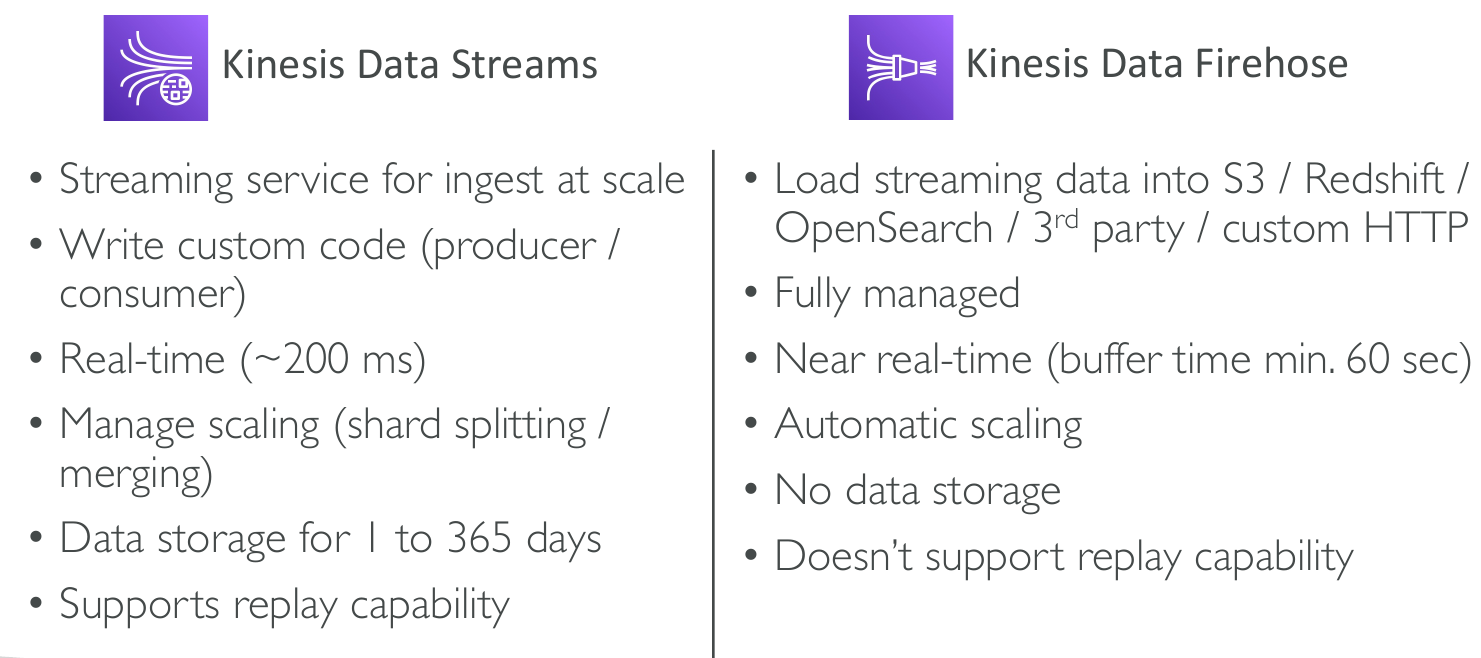 Kinesis Data Streams
• Streaming service for ingest at scale
• Write custom code (producer /
consumer)
• Real-time (~200 ms)
• Manage scaling (shard splitting /
merging)
• Data storage for 1 to 365 days
• Supports replay capability
Kinesis Data Firehose
• Load streaming data into S3 / Redshift /
OpenSearch / 3rd party / custom HTTP
• Fully managed
• Near real-time (buffer time min. 60 sec)
• Automatic scaling
• No data storage
• Doesn’t support replay capability